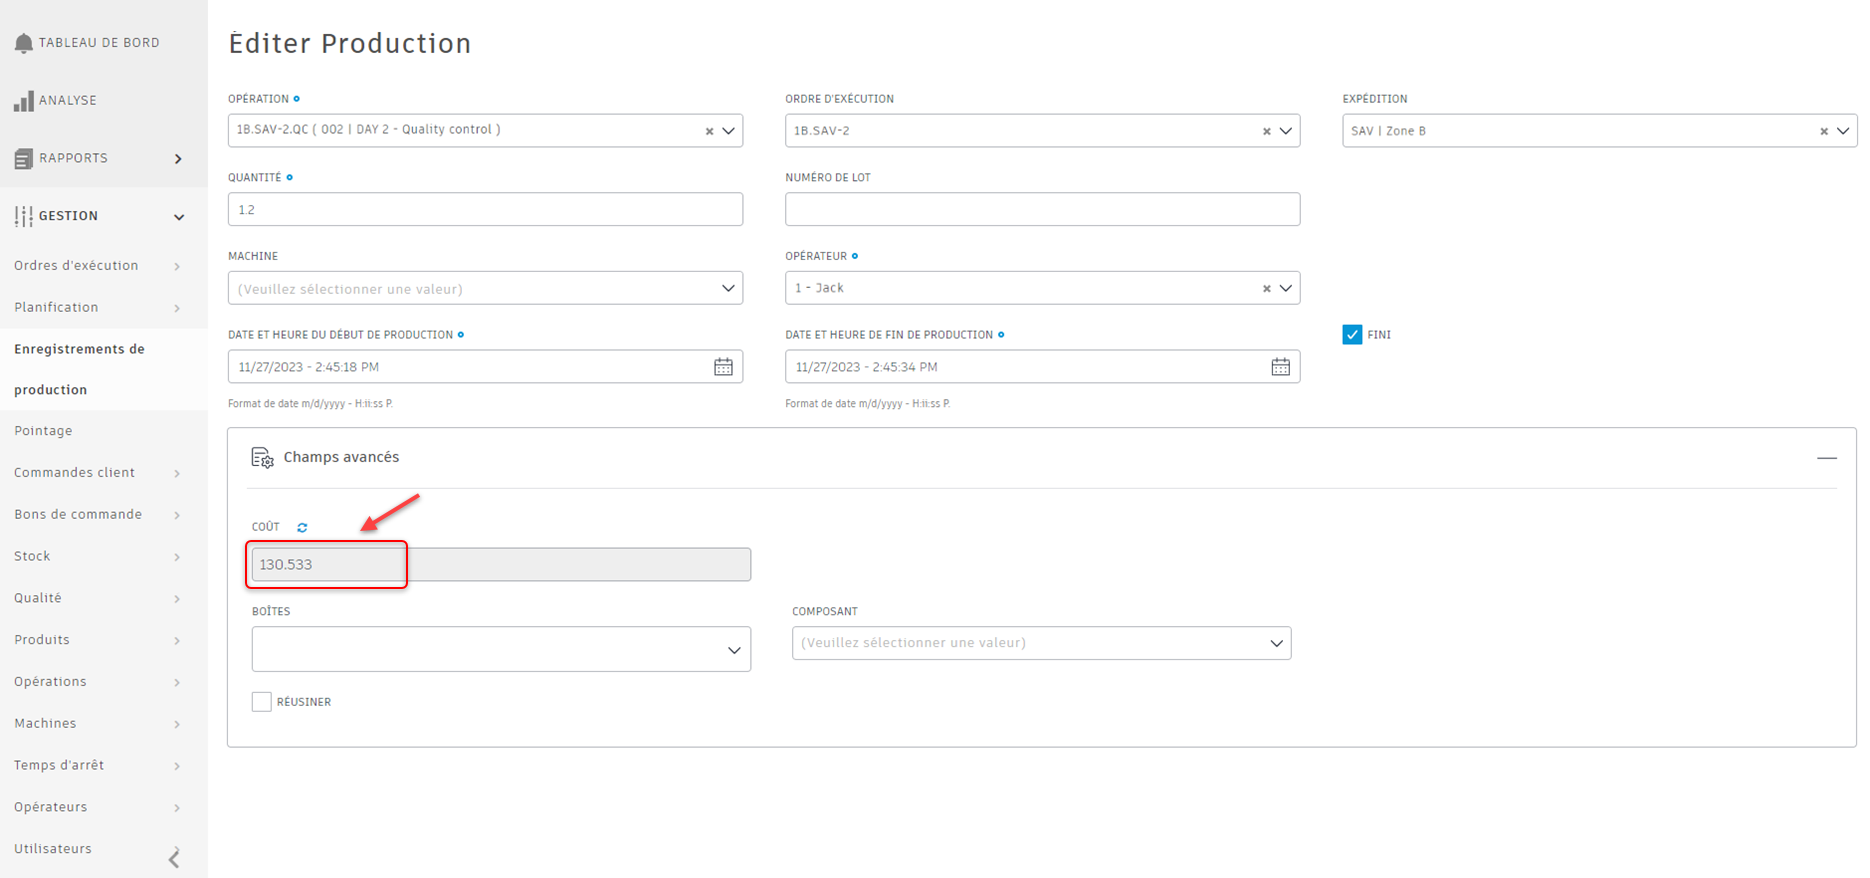 TABLEAU DE BORD
ANALYSE
RAPPORTS
GESTION
Ordres d'exécution
Planification
Enregistrements de
production
Pointage
Commandes client
Bons de commande
Stock
Qualité
Produits
Opérations
Machines
Temps d'arrêt
Opérateurs
Utilisateurs
Éditer Production
OPÉRATION
ORDRE D'EXÉCUTION
EXPÉDITION
1B.SAV-2.QC ( 002 | DAY 2 - Quality control )
1B.SAV-2
SAV | Zone B
QUANTITÉ
NUMÉRO DE LOT
1.2
MACHINE
OPÉRATEUR
(Veuillez sélectionner une valeur)
1 - Jack
DATE ET HEURE DU DÉBUT DE PRODUCTION
DATE ET HEURE DE FIN DE PRODUCTION
FINI
11/27/2023 - 2:45:18 PM
11/27/2023 - 2:45:34 PM
Format de date m/d/yyyy - H:ii:ss P.
Format de date m/d/yyyy - H:ii:ss P.
Champs avancés
COÛT
130.533
BOÎTES
COMPOSANT
(Veuillez sélectionner une valeur)
RÉUSINER